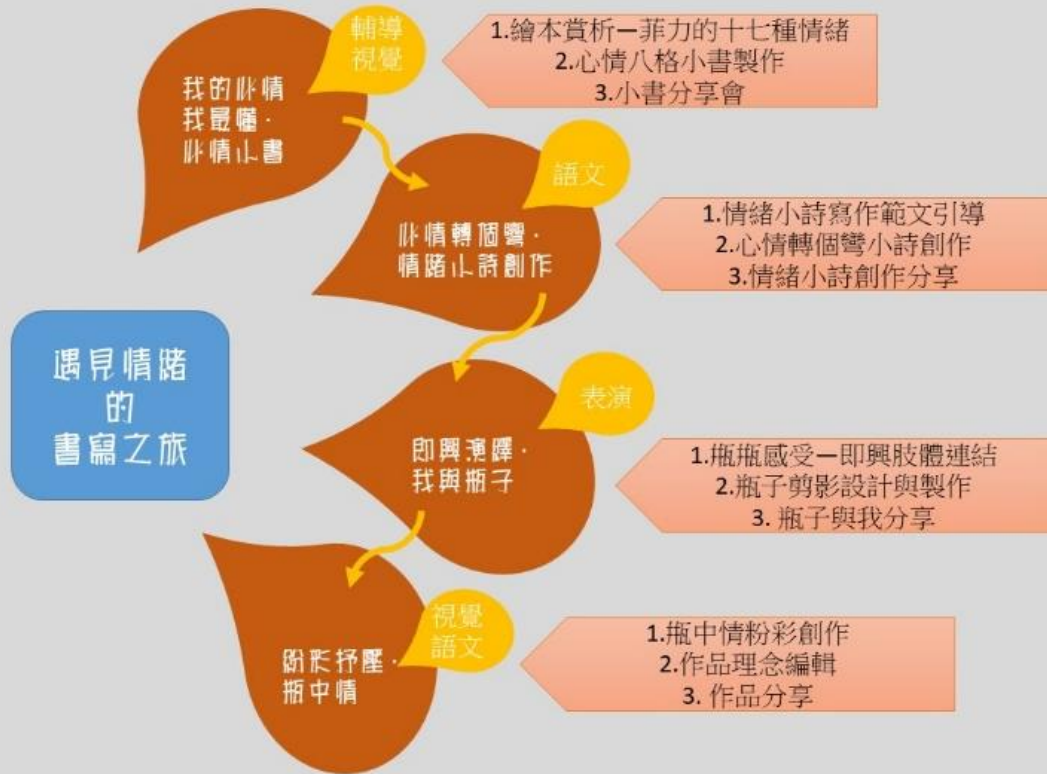 遇見情緒
的
書寫之旅
我的心情
我最懂．
心情小書
輔導
視覺
1.繪本賞析—菲力的十七種情緒
2.心情八格小書製作
3.小書分享會
心情轉個彎．
情緒小詩創作
語文
1.情緒小詩寫作範文引導
2.心情轉個彎小詩創作
3.情緒小詩創作分享
即興演繹．
我與瓶子
表演
1.瓶瓶感受—即興肢體連結
2.瓶子剪影設計與製作
3. 瓶子與我分享
粉彩抒壓．
瓶中情
視覺
語文
1.瓶中情粉彩創作
2.作品理念編輯
3. 作品分享